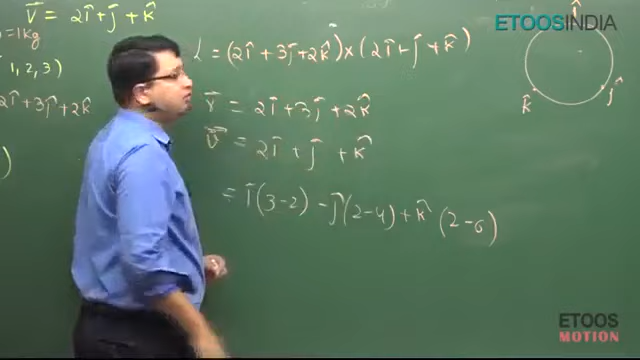 V⃗ = 2î + ĵ + k̂
= 1kg
1, 2, 3)
2î + 3ĵ + 2k̂
)
L = (2î + 3ĵ + 2k̂) × (2î + ĵ + k̂)
r⃗ = 2î + 3ĵ + 2k̂
V⃗ = 2î + ĵ + k̂
= î(3-2) - ĵ(2-4) + k̂(2-6)
ETOOSINDIA
î
k̂
ĵ
ETOOS
MOTION